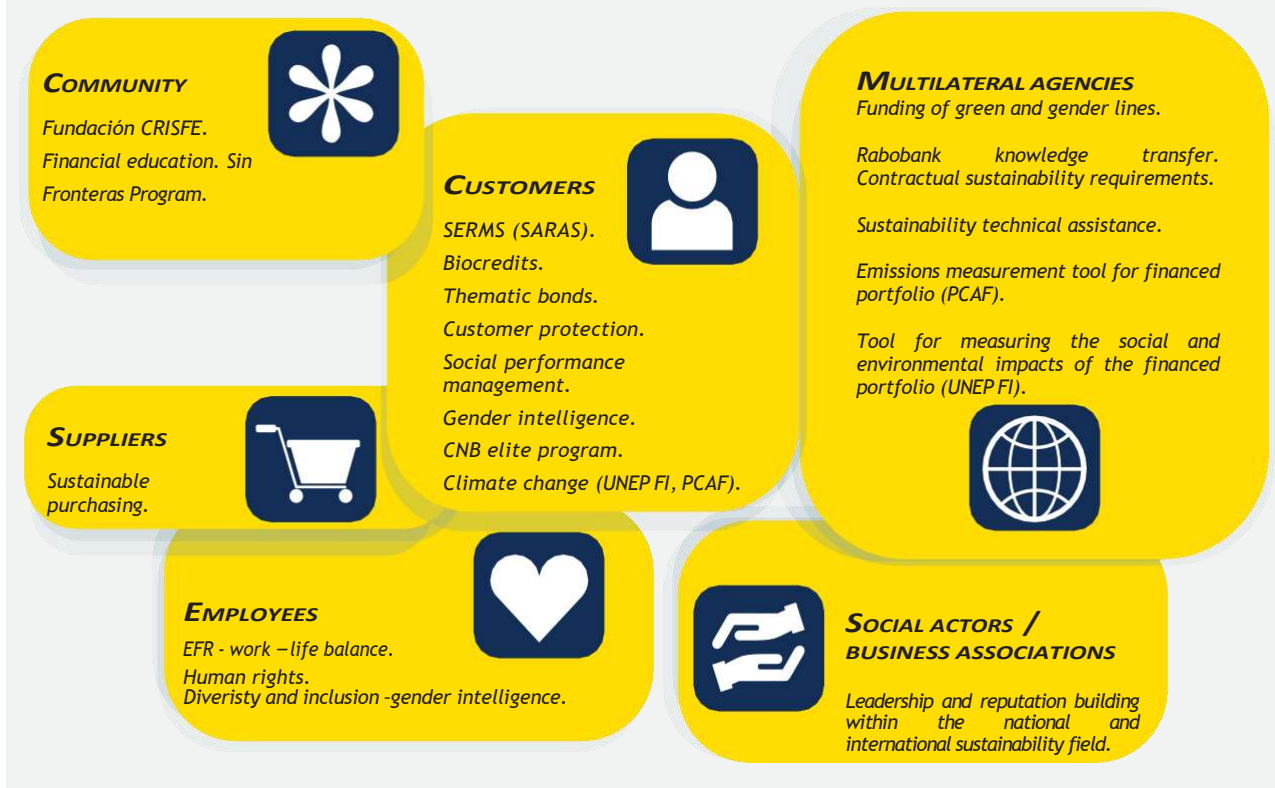 COMMUNITY
Fundación CRISFE.
Financial education. Sin
Fronteras Program.
CUSTOMERS
SERMS (SARAS).
Biocredits.
Thematic bonds.
Customer protection.
Social performance
management.
Gender intelligence.
CNB elite program.
Climate change (UNEP FI, PCAF).
MULTILATERAL AGENCIES
Funding of green and gender lines.
Rabobank knowledge transfer.
Contractual sustainability requirements.
Sustainability technical assistance.
Emissions measurement tool for financed
portfolio (PCAF).
Tool for measuring the social and
environmental impacts of the financed
portfolio (UNEP FI).
SUPPLIERS
Sustainable
purchasing.
EMPLOYEES
EFR - work – life balance.
Human rights.
Diveristy and inclusion –gender intelligence.
SOCIAL ACTORS /
BUSINESS ASSOCIATIONS
Leadership and reputation building
within the national and
international sustainability field.